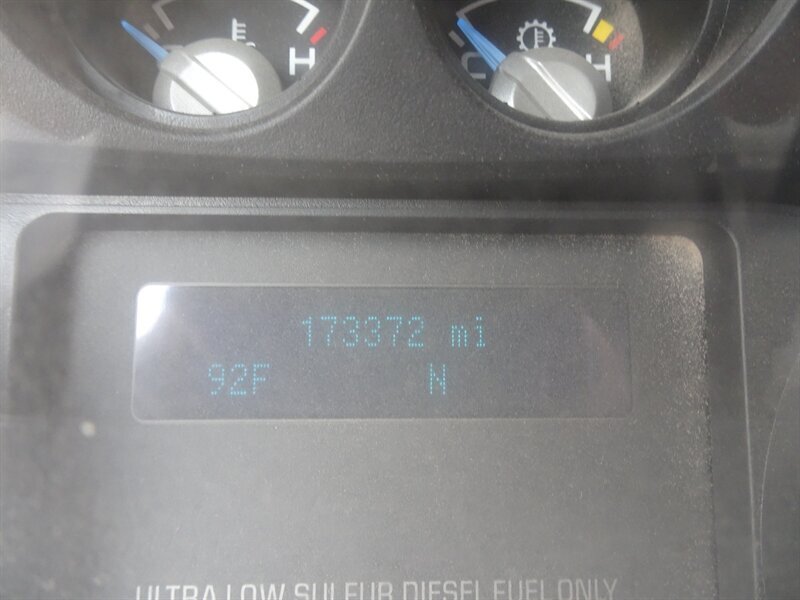 H
H
173372 mi
92F N
ULTRA LOW SULFUR DIESEL FUEL ONLY